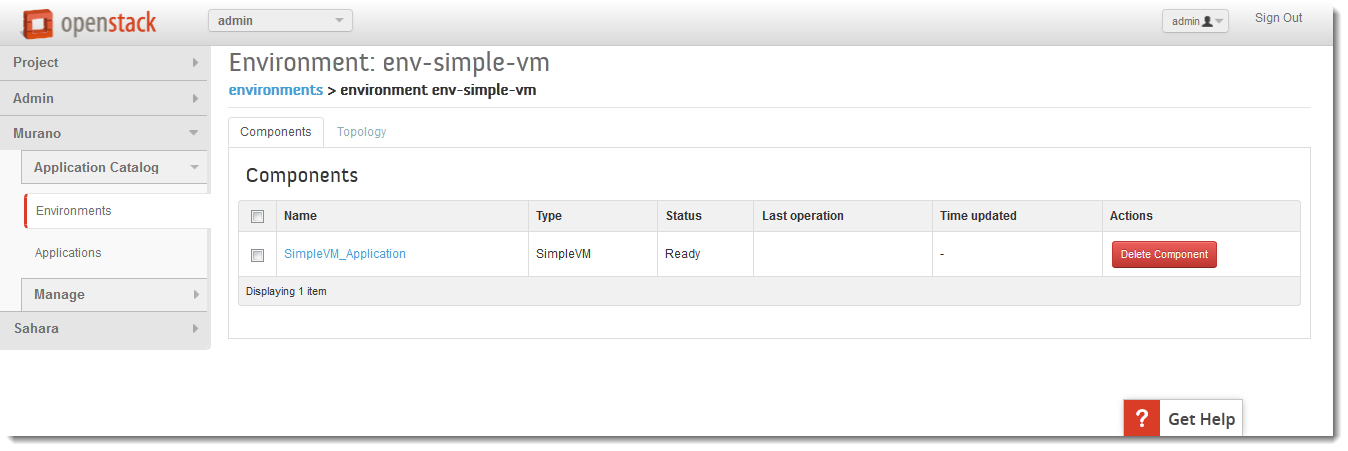 openstack admin admin Sign Out
Project
Admin
Murano
Application Catalog
Environments
Applications
Manage
Sahara
Environment: env-simple-vm
environments > environment env-simple-vm
Components Topology
Components
Name Type Status Last operation Time updated Actions
SimpleVM_Application SimpleVM Ready - Delete Component
Displaying 1 item
? Get Help